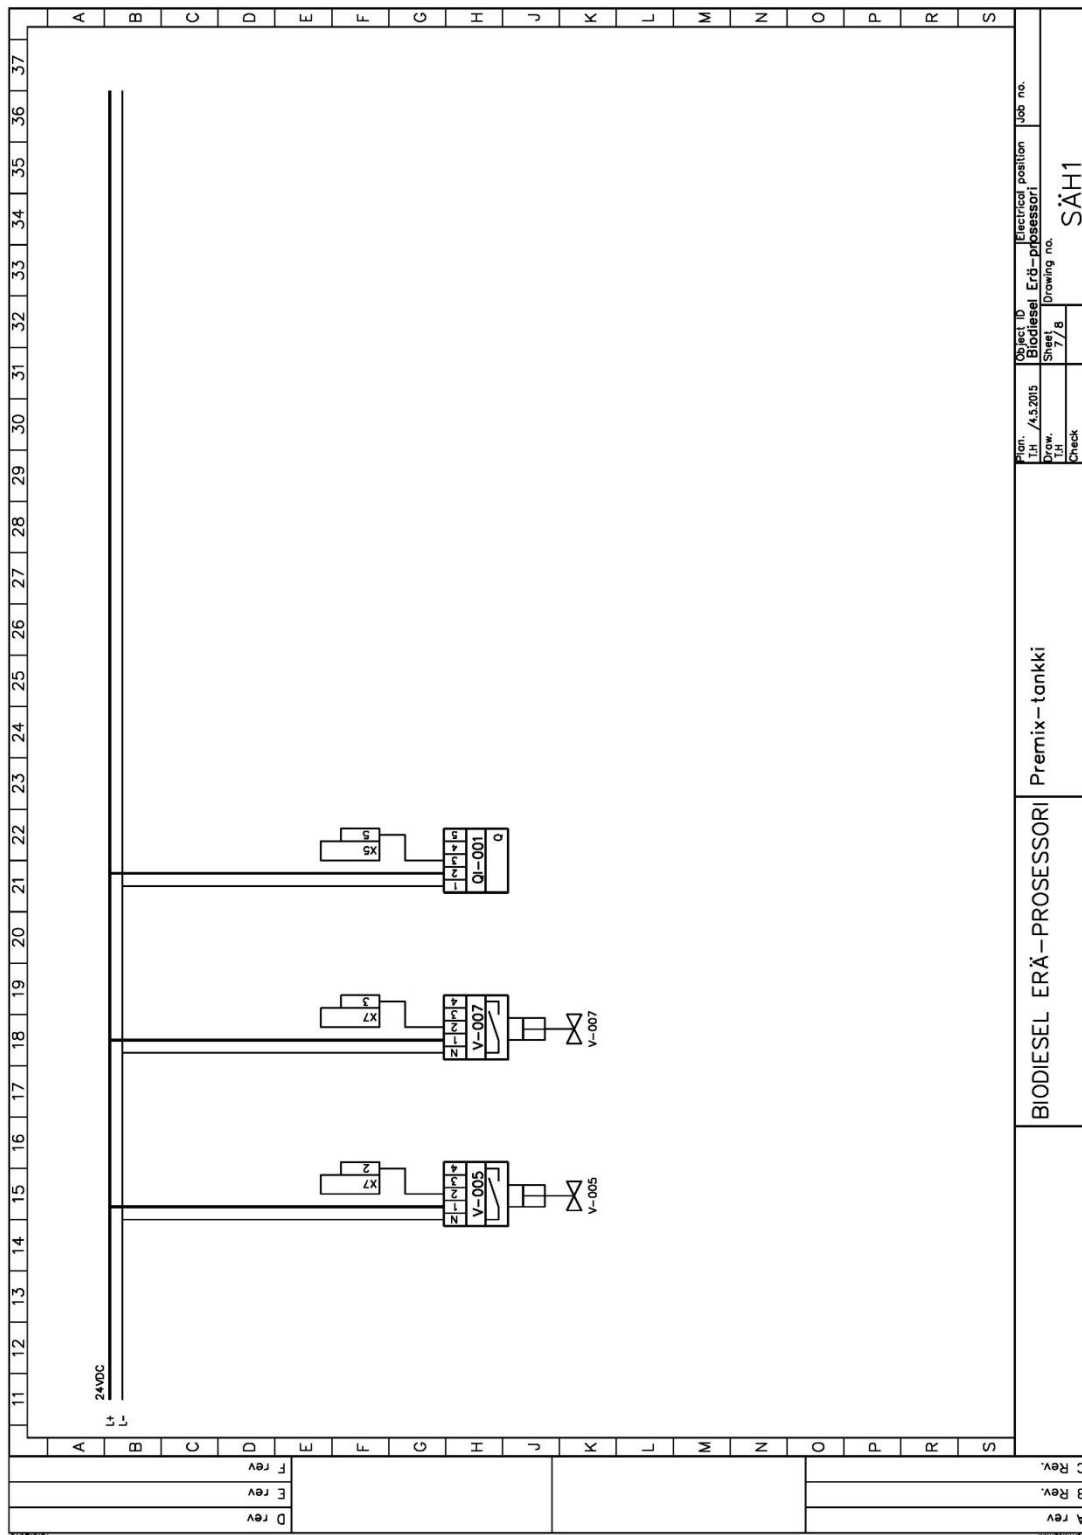 A B C D E F G H J K L M N O P R S
11 12 13 14 15 16 17 18 19 20 21 22 23 24 25 26 27 28 29 30 31 32 33 34 35 36 37
24VDC
L+
L-
X7 2
N 1 2 3 4
V-005
V-005
X7 3
N 1 2 3 4
V-007
V-007
X5 5
1 2 3 4 5
QI-001
Q
A B C D E F G H J K L M N O P R S
D rev
E rev
F rev
A rev
B Rev.
C Rev.
BIODIESEL ERÄ-PROSESSORI
Premix-tankki
Plan.
T.H /4.5.2015
Draw.
T.H
Check
Object ID
Biodiesel Erä-prosessori
Electrical position
Job no.
Sheet
7/8
Drawing no.
SÄH1